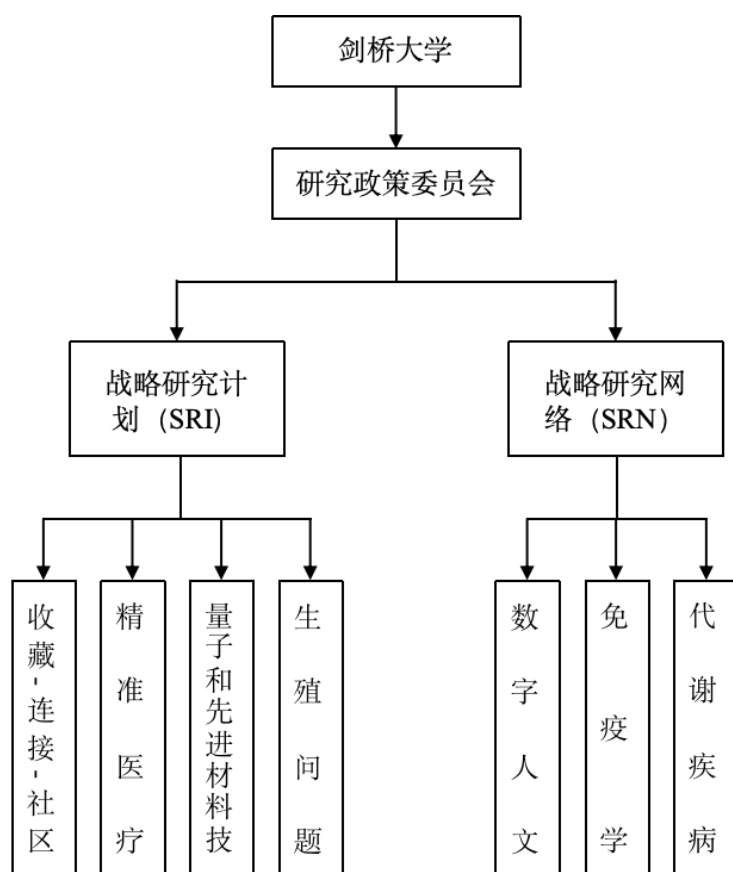 剑桥大学
研究政策委员会
战略研究计
划（SRI）
战略研究网
络（SRN）
收藏-连接-社区
精准医疗
量子和先进材料技
生殖问题
数字人文
免疫学
代谢疾病